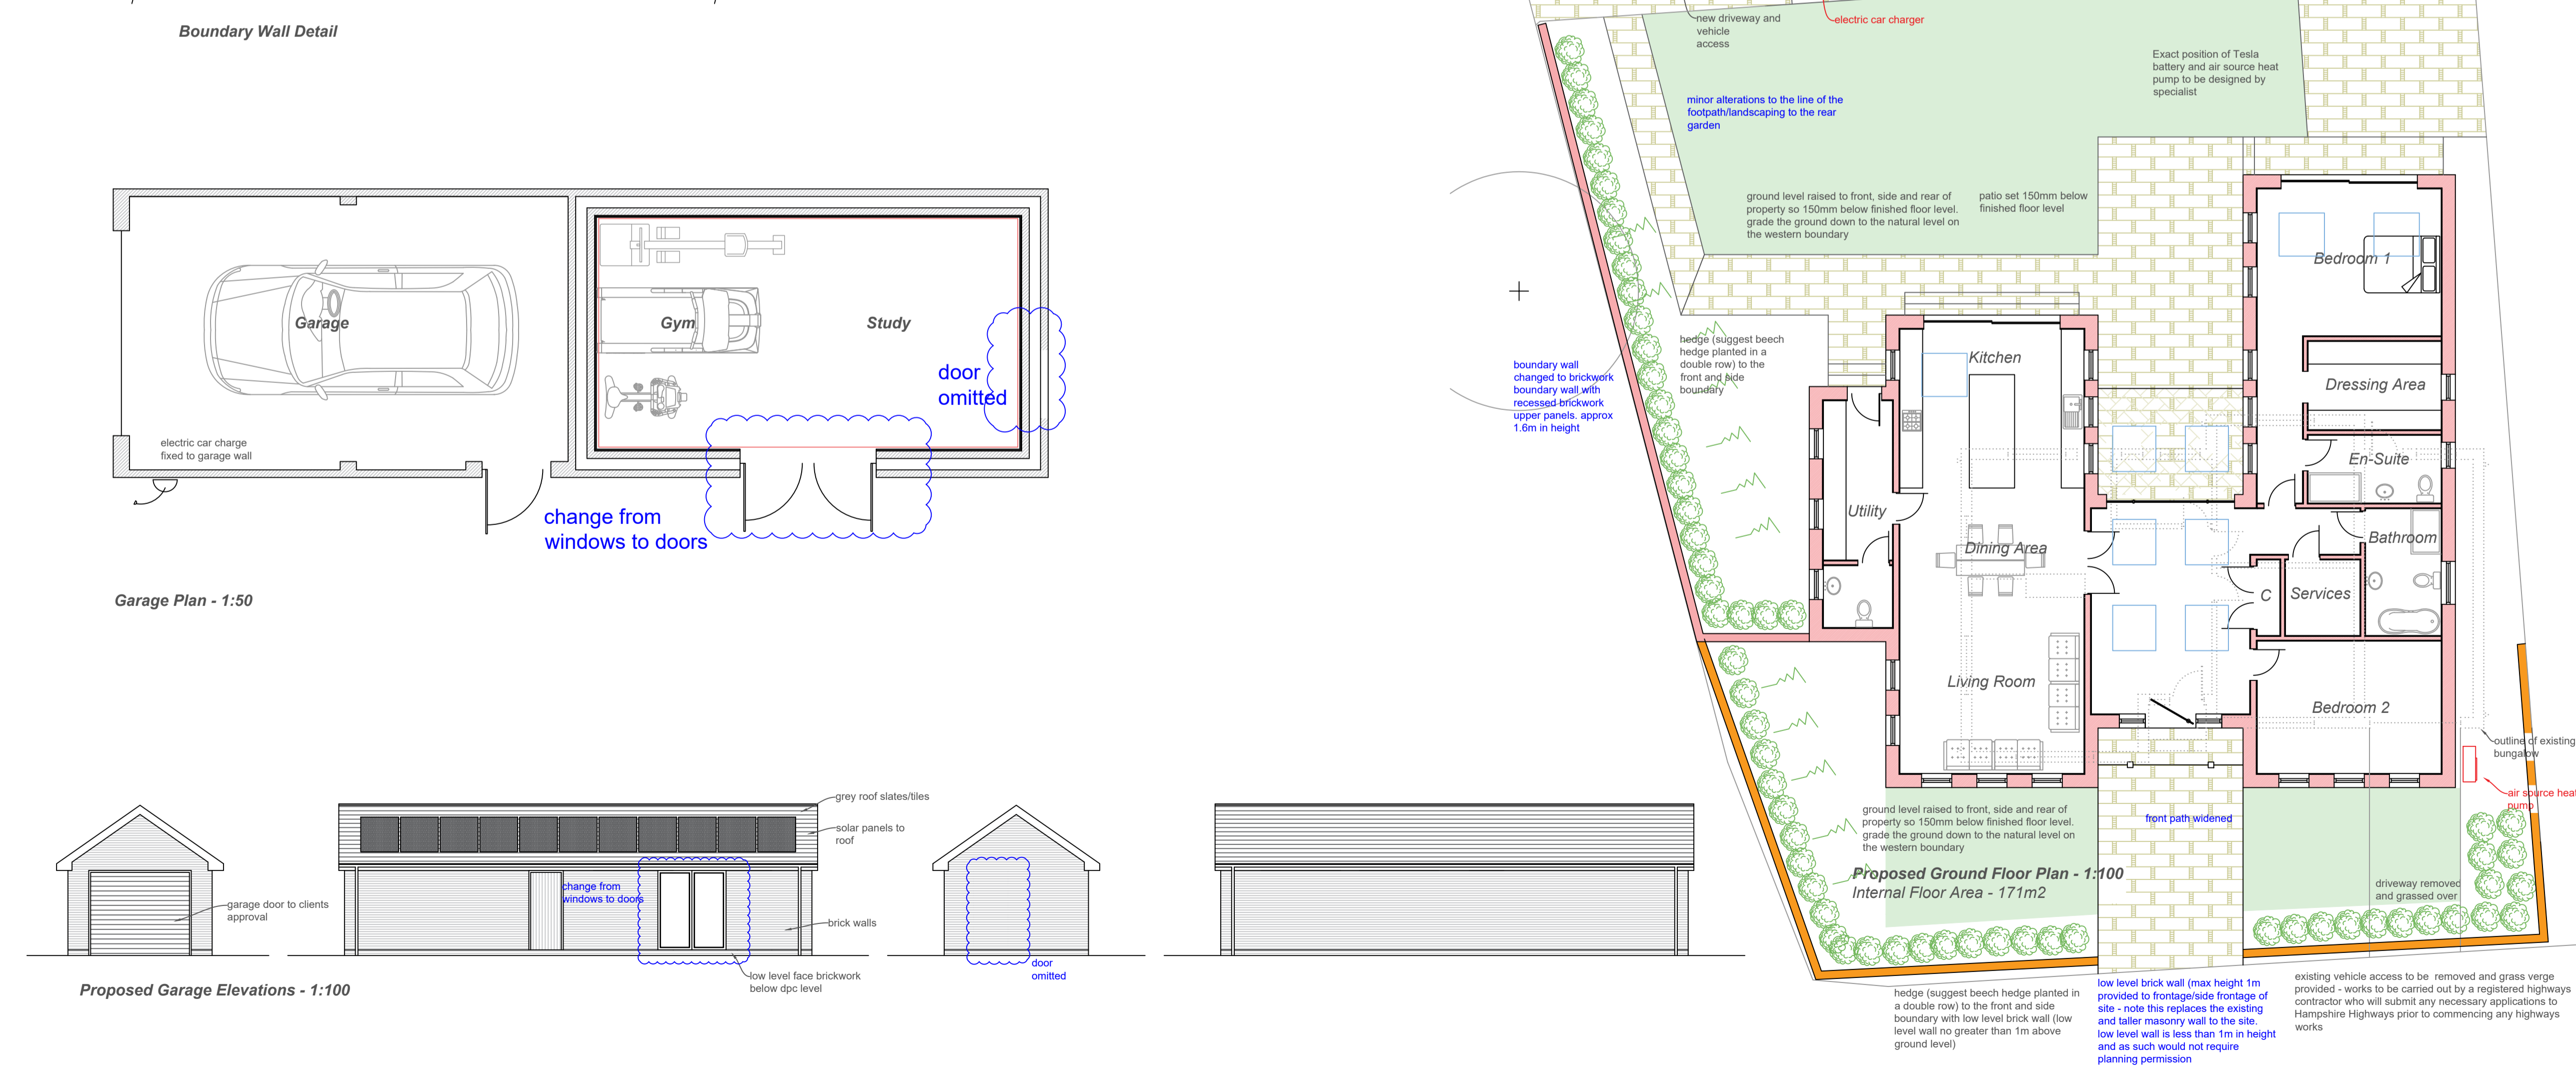 Boundary Wall Detail
Garage
Gym
Study
door
omitted
electric car charge
fixed to garage wall
change from
windows to doors
Garage Plan - 1:50
grey roof slates/tiles
solar panels to
roof
change from
windows to doors
garage door to clients
approval
brick walls
low level face brickwork
below dpc level
door
omitted
Proposed Garage Elevations - 1:100
new driveway and
vehicle
access
electric car charger
Exact position of Tesla
battery and air source heat
pump to be designed by
specialist
minor alterations to the line of the
footpath/landscaping to the rear
garden
ground level raised to front, side and rear of
property so 150mm below finished floor level.
grade the ground down to the natural level on
the western boundary
patio set 150mm below
finished floor level
Bedroom 1
hedge (suggest beech
hedge planted in a
double row) to the
front and side
boundary
boundary wall
changed to brickwork
boundary wall with
recessed brickwork
upper panels. approx
1.6m in height
Kitchen
Dressing Area
En-Suite
Utility
Dining Area
Bathroom
C
Services
Living Room
Bedroom 2
outline of existing
bungalow
air source heat
pump
ground level raised to front, side and rear of
property so 150mm below finished floor level.
grade the ground down to the natural level on
the western boundary
front path widened
Proposed Ground Floor Plan - 1:100
Internal Floor Area - 171m2
driveway removed
and grassed over
hedge (suggest beech hedge planted in
a double row) to the front and side
boundary with low level brick wall (low
level wall no greater than 1m above
ground level)
low level brick wall (max height 1m
provided to frontage/side frontage of
site - note this replaces the existing
and taller masonry wall to the site.
low level wall is less than 1m in height
and as such would not require
planning permission
existing vehicle access to be removed and grass verge
provided - works to be carried out by a registered highways
contractor who will submit any necessary applications to
Hampshire Highways prior to commencing any highways
works